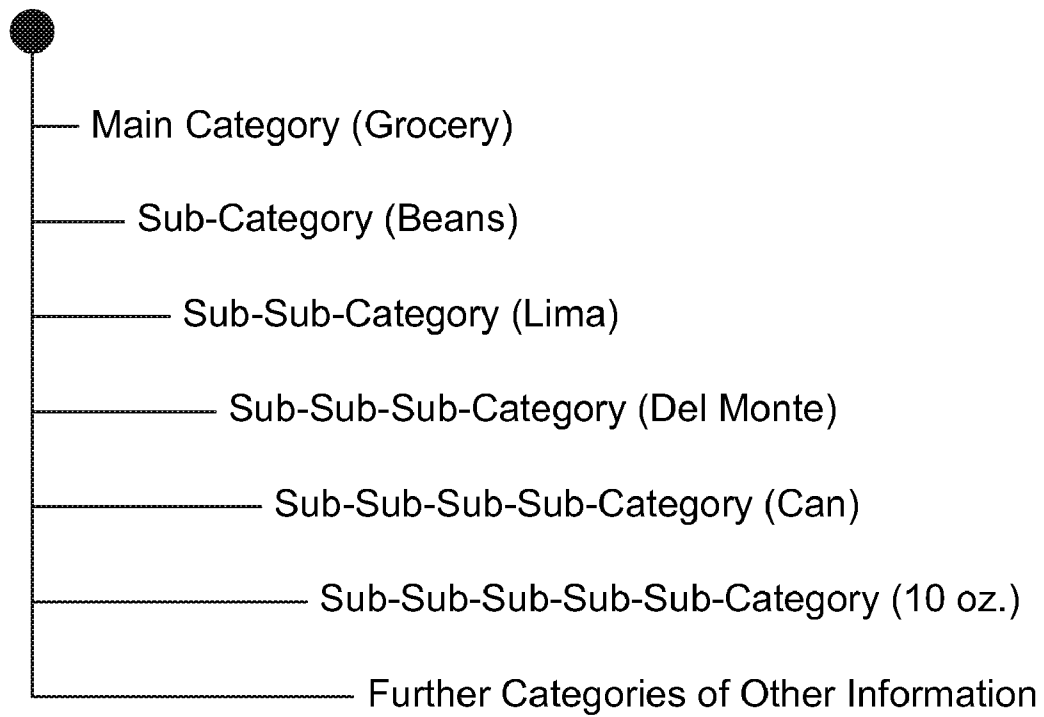 Main Category (Grocery)
Sub-Category (Beans)
Sub-Sub-Category (Lima)
Sub-Sub-Sub-Category (Del Monte)
Sub-Sub-Sub-Sub-Category (Can)
Sub-Sub-Sub-Sub-Sub-Category (10 oz.)
Further Categories of Other Information